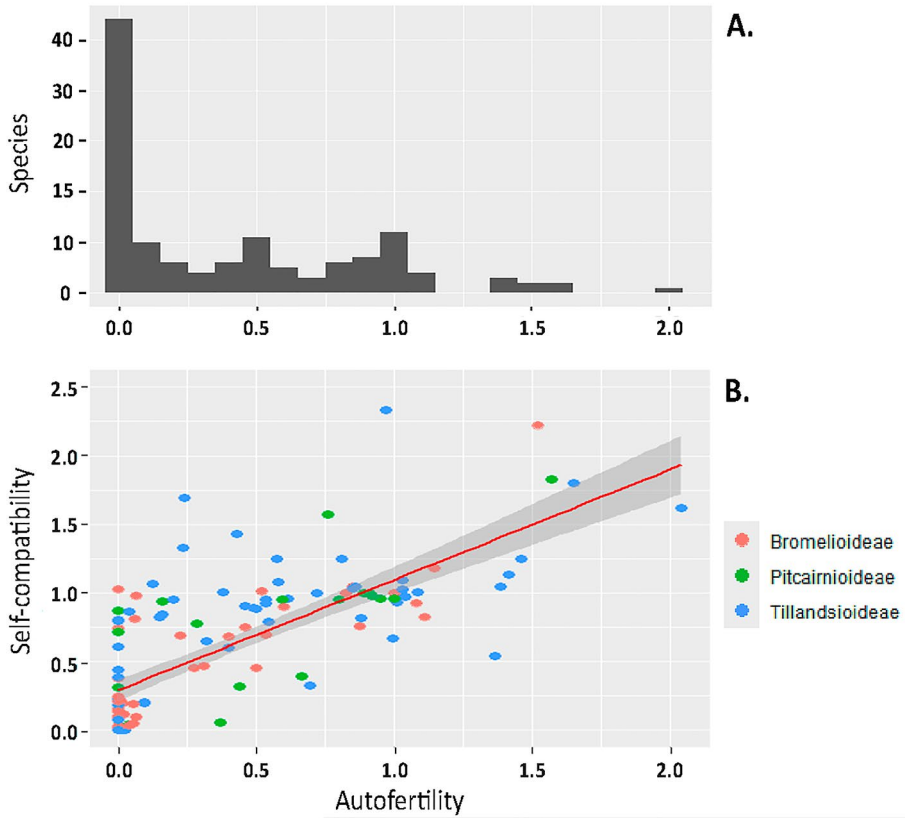 A.
Species
40
30
20
15
10
0
0.0 0.5 1.0 1.5 2.0
B.
Self-compatibility
2.5
2.0
1.5
1.0
0.5
0.0
0.0 0.5 1.0 1.5 2.0
Autofertility
Bromelioideae
Pitcairnioideae
Tillandsioideae